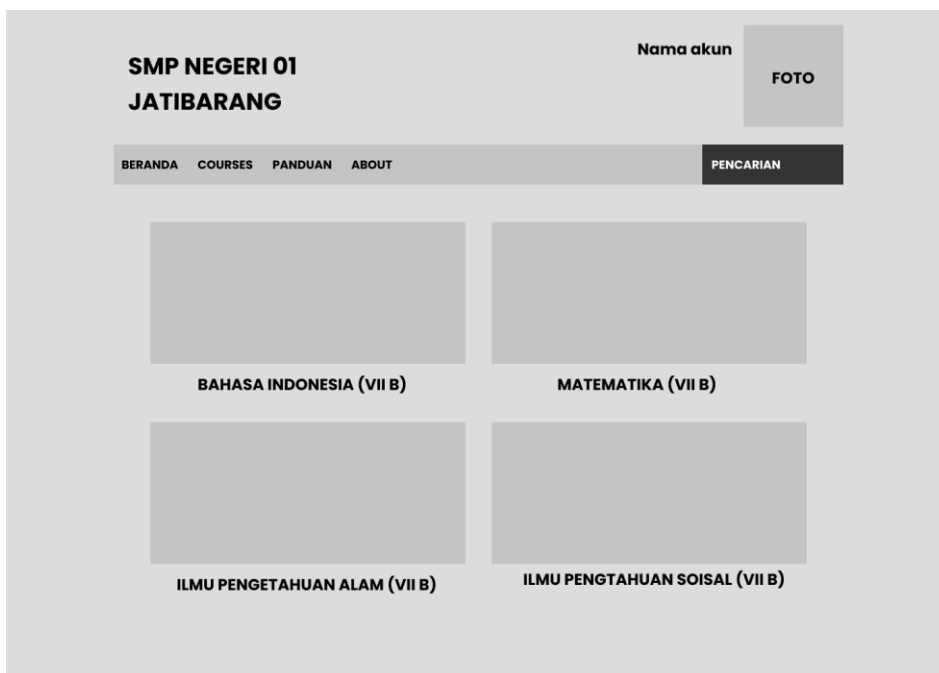 SMP NEGERI 01
JATIBARANG
Nama akun
FOTO
BERANDA COURSES PANDUAN ABOUT PENCARIAN
BAHASA INDONESIA (VII B)
MATEMATIKA (VII B)
ILMU PENGETAHUAN ALAM (VII B)
ILMU PENGTAHUAN SOISAL (VII B)